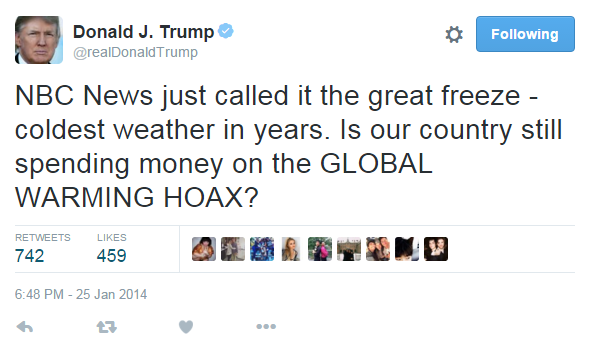 Donald J. Trump
@realDonaldTrump
Following
NBC News just called it the great freeze -
coldest weather in years. Is our country still
spending money on the GLOBAL
WARMING HOAX?
RETWEETS LIKES
742 459
6:48 PM - 25 Jan 2014